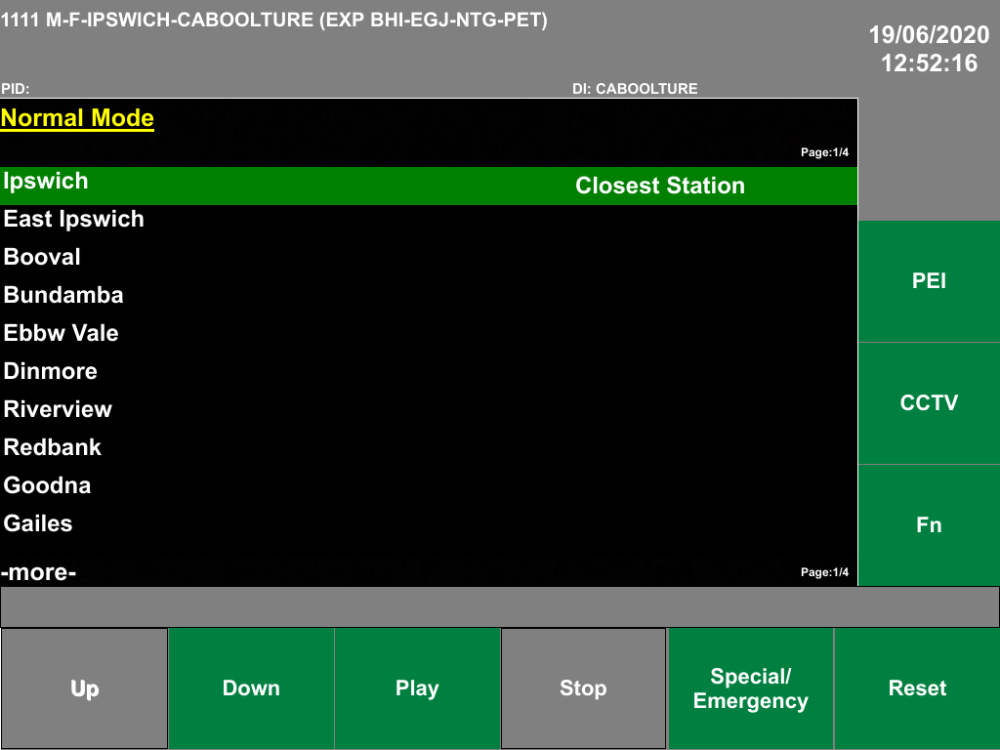 1111 M-F-IPSWICH-CABOOLTURE (EXP BHI-EGJ-NTG-PET)
19/06/2020
12:52:16
PID:
DI: CABOOLTURE
Normal Mode
Page:1/4
Ipswich
Closest Station
East Ipswich
Booval
Bundamba
Ebbw Vale
Dinmore
Riverview
Redbank
Goodna
Gailes
-more-
Page:1/4
PEI
CCTV
Fn
Up
Down
Play
Stop
Special/
Emergency
Reset